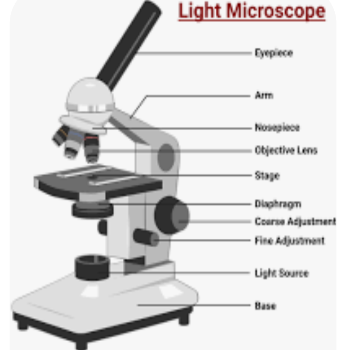 Light Microscope
Eyepiece
Arm
Nosepiece
Objective Lens
Stage
Diaphragm
Coarse Adjustment
Fine Adjustment
Light Source
Base